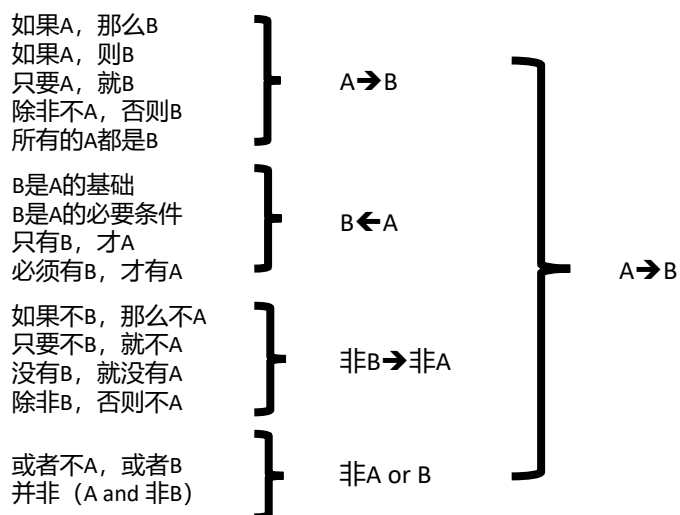 如果A，那么B
如果A，则B
只要A，就B
除非不A，否则B
所有的A都是B
A➔B
B是A的基础
B是A的必要条件
只有B，才A
必须有B，才有A
B🡸A
A➔B
如果不B，那么不A
只要不B，就不A
没有B，就没有A
除非B，否则不A
非B➔非A
或者不A，或者B
并非（A and 非B）
非A or B